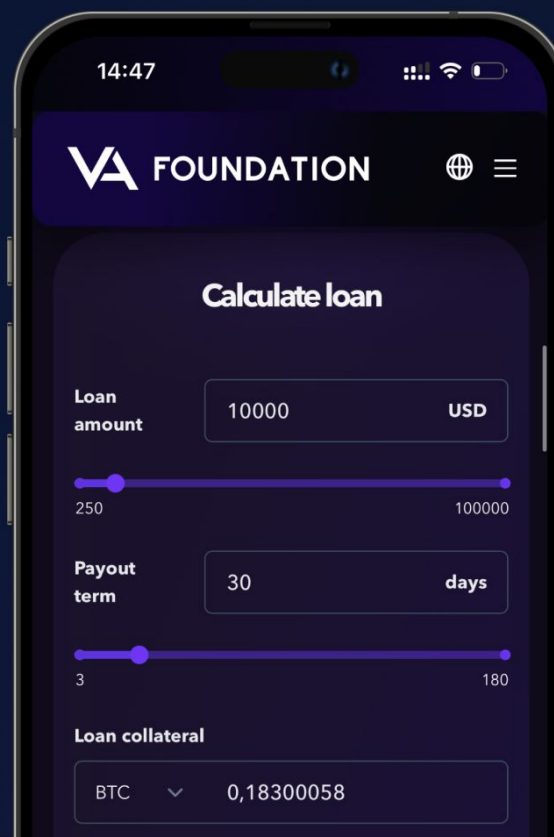 14:47
VA FOUNDATION
Calculate loan
Loan
amount
10000 USD
250 100000
Payout
term
30 days
3 180
Loan collateral
BTC 0,18300058